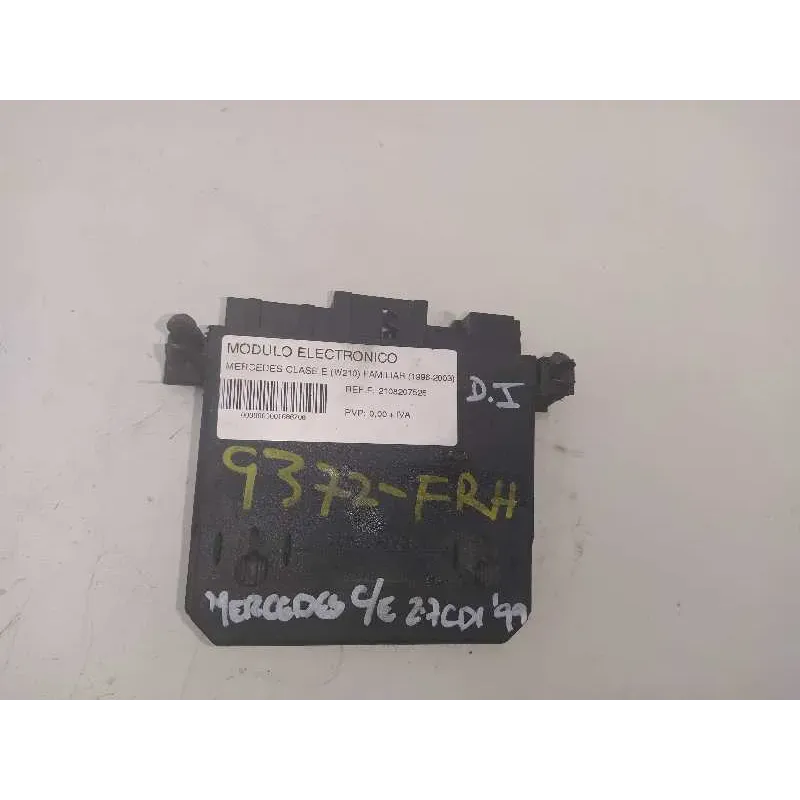 MODULO ELECTRONICO
MERCEDES CLASE E (W210) FAMILIAR (1996-2003)
REF.F. 2108207526
PVP: 0,00 + IVA
D.I
9372-FRH
MERCEDES C/E 2.7CDI '99